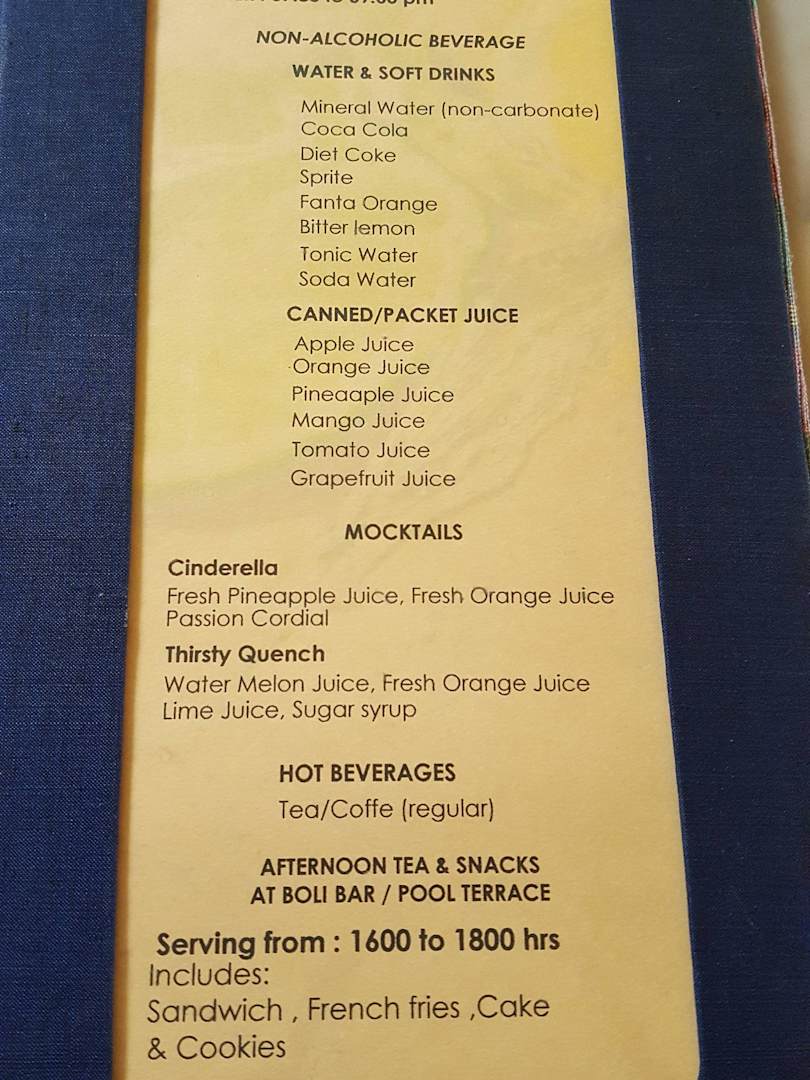 pm
NON-ALCOHOLIC BEVERAGE
WATER & SOFT DRINKS
Mineral Water (non-carbonate)
Coca Cola
Diet Coke
Sprite
Fanta Orange
Bitter lemon
Tonic Water
Soda Water
CANNED/PACKET JUICE
Apple Juice
Orange Juice
Pineaaple Juice
Mango Juice
Tomato Juice
Grapefruit Juice
MOCKTAILS
Cinderella
Fresh Pineapple Juice, Fresh Orange Juice
Passion Cordial
Thirsty Quench
Water Melon Juice, Fresh Orange Juice
Lime Juice, Sugar syrup
HOT BEVERAGES
Tea/Coffe (regular)
AFTERNOON TEA & SNACKS
AT BOLI BAR / POOL TERRACE
Serving from : 1600 to 1800 hrs
Includes:
Sandwich , French fries ,Cake
& Cookies